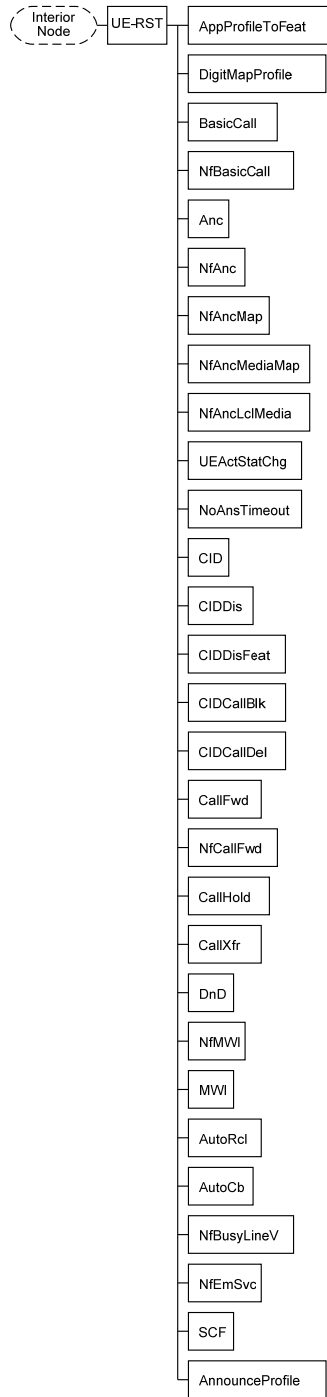 Interior
Node
UE-RST
AppProfileToFeat
DigitMapProfile
BasicCall
NfBasicCall
Anc
NfAnc
NfAncMap
NfAncMediaMap
NfAncLclMedia
UEActStatChg
NoAnsTimeout
CID
CIDDis
CIDDisFeat
CIDCallBlk
CIDCallDel
CallFwd
NfCallFwd
CallHold
CallXfr
DnD
NfMWI
MWI
AutoRcl
AutoCb
NfBusyLineV
NfEmSvc
SCF
AnnounceProfile